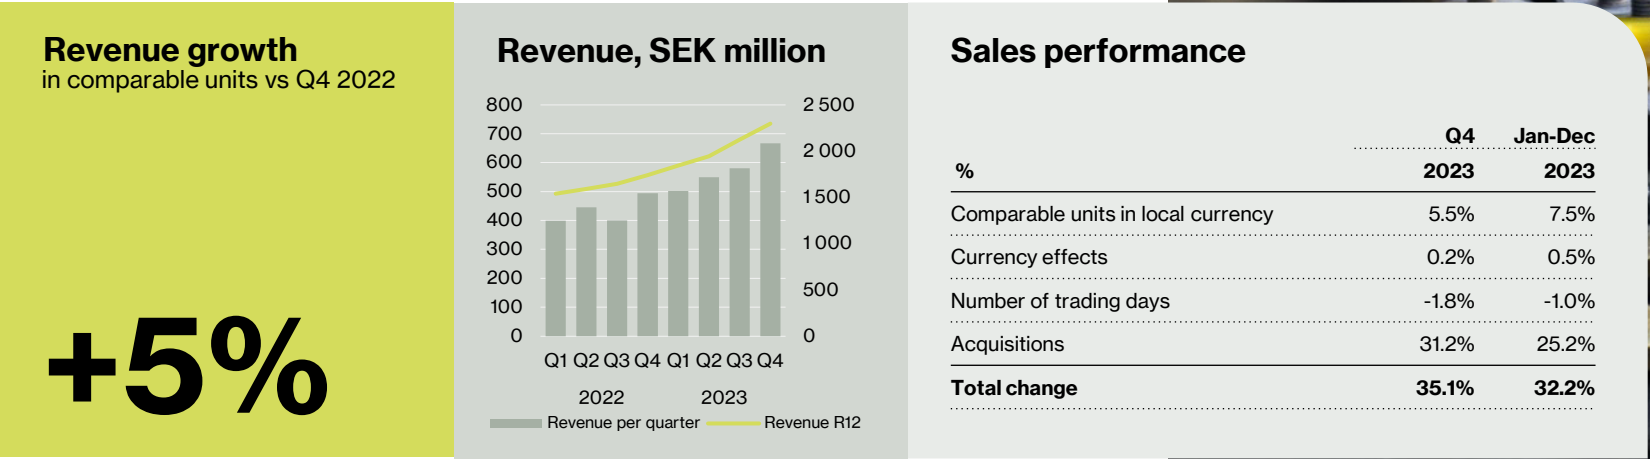 Revenue growth
in comparable units vs Q4 2022
+5%
Revenue, SEK million
800
700
600
500
400
300
200
100
0
2 500
2 000
1 500
1 000
500
0
Q1 Q2 Q3 Q4 Q1 Q2 Q3 Q4
2022 2023
Revenue per quarter Revenue R12
Sales performance
Q4 Jan-Dec
% 2023 2023
Comparable units in local currency 5.5% 7.5%
Currency effects 0.2% 0.5%
Number of trading days -1.8% -1.0%
Acquisitions 31.2% 25.2%
Total change 35.1% 32.2%